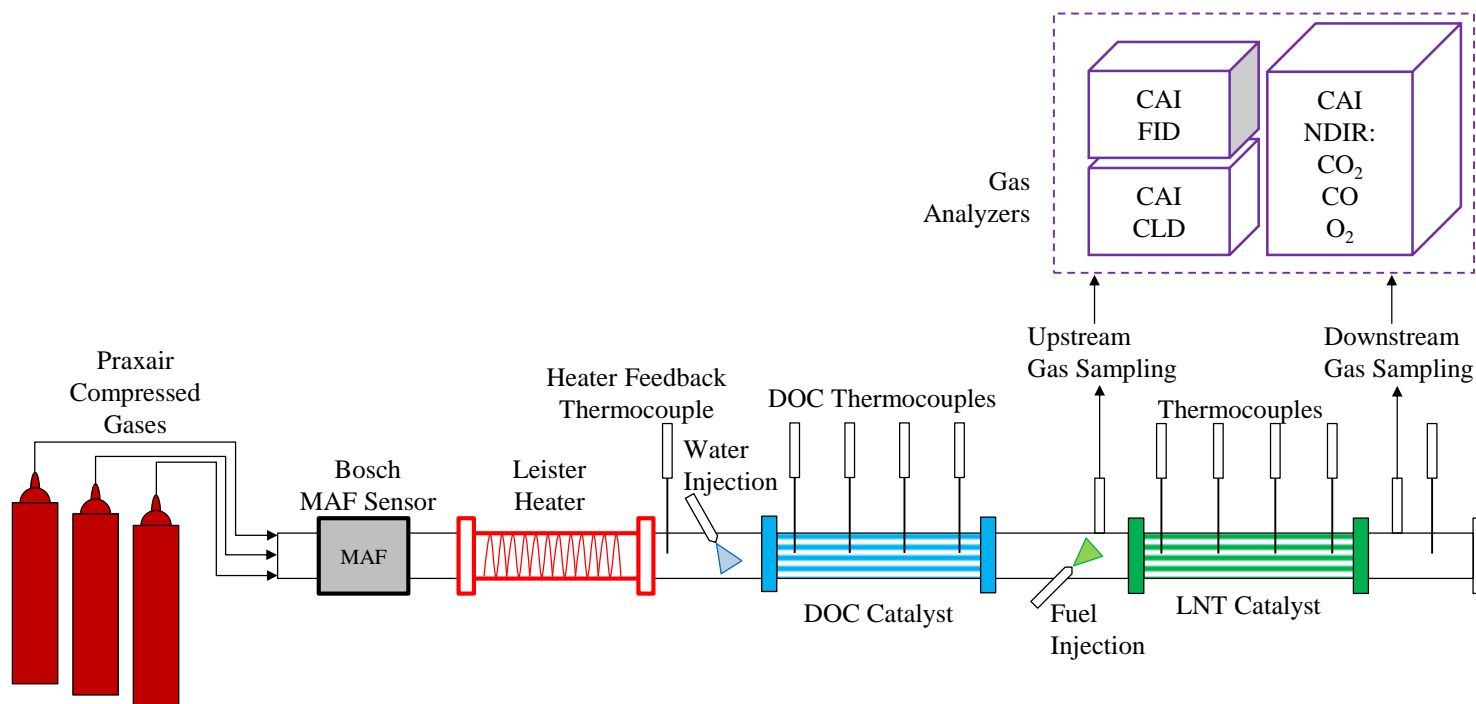 CAI
FID
CAI
CLD
CAI
NDIR:
CO₂
CO
O₂
Gas
Analyzers
Upstream
Gas Sampling
Downstream
Gas Sampling
Praxair
Compressed
Gases
Bosch
MAF Sensor
MAF
Leister
Heater
Heater Feedback
Thermocouple
Water
Injection
DOC Thermocouples
DOC Catalyst
Fuel
Injection
Thermocouples
LNT Catalyst